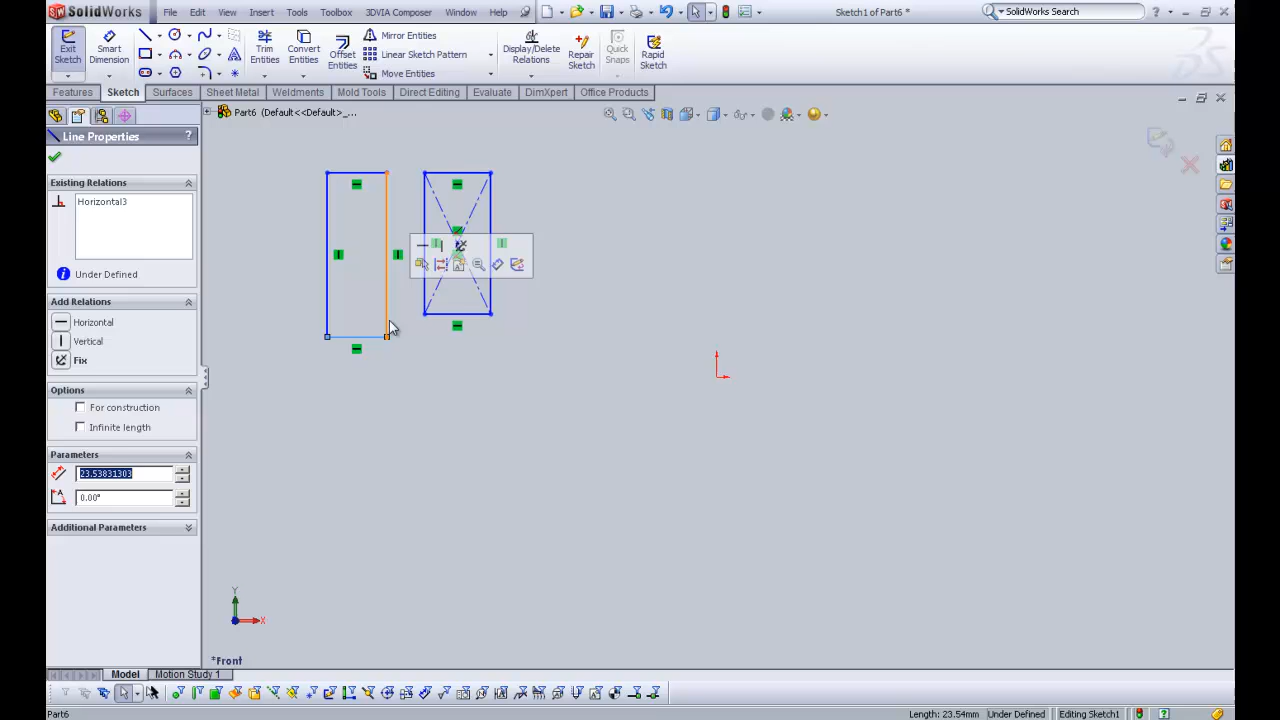 SolidWorks File Edit View Insert Tools Toolbox 3DVIA Composer Window Help Sketch1 of Part6 * SolidWorks Search
Exit Sketch Smart Dimension Trim Entities Convert Entities Offset Entities Mirror Entities Linear Sketch Pattern Move Entities Display/Delete Relations Repair Sketch Quick Snaps Rapid Sketch
Features Sketch Surfaces Sheet Metal Weldments Mold Tools Direct Editing Evaluate DimXpert Office Products
Part6 (Default<<Default>_...
Line Properties ?
Existing Relations
Horizontal3
Under Defined
Add Relations
Horizontal
Vertical
Fix
Options
For construction
Infinite length
Parameters
23.53831303
0.00°
Additional Parameters
Y
X
*Front
Model Motion Study 1
Part6 Length: 23.54mm Under Defined Editing Sketch1